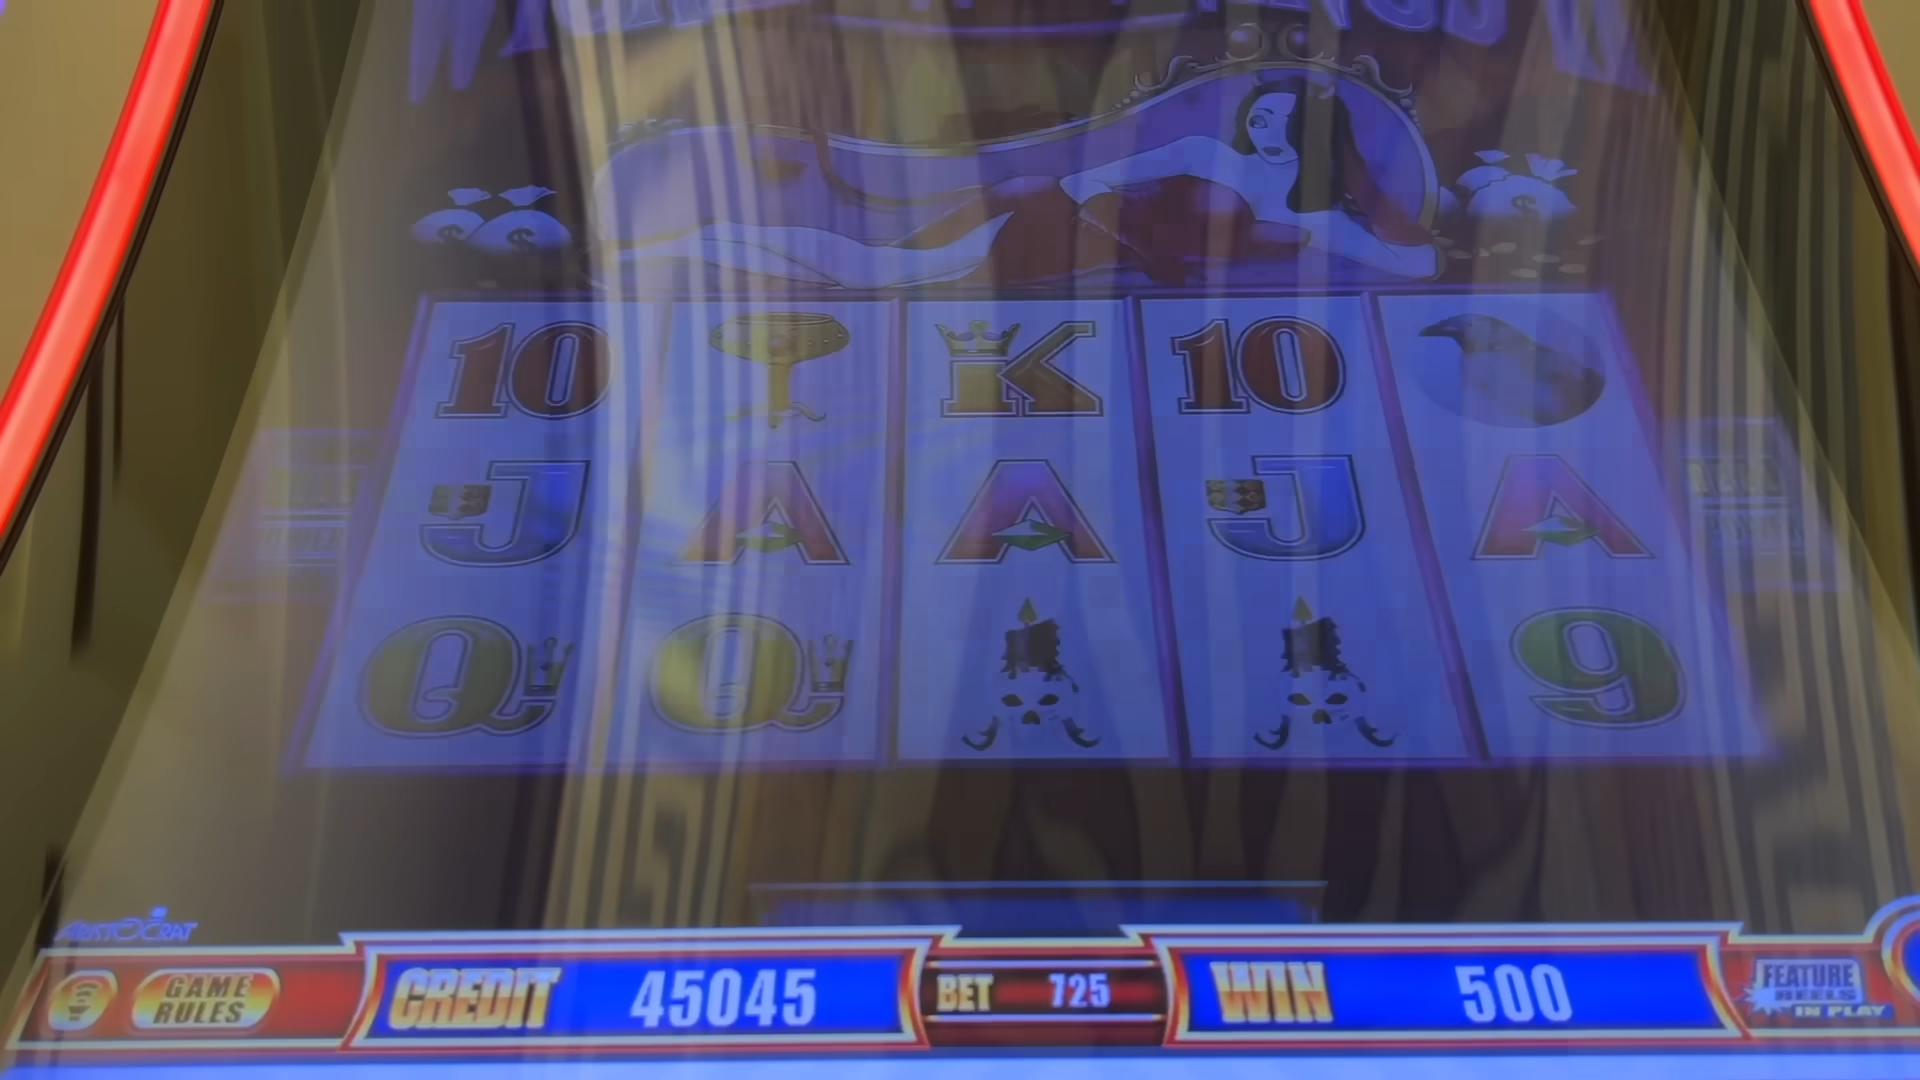 $ $ $
10 K 10
J A A J A
Q Q 9
ARISTOCRAT
GAME RULES
CREDIT 45045
BET 725
WIN 500
FEATURE REELS IN PLAY